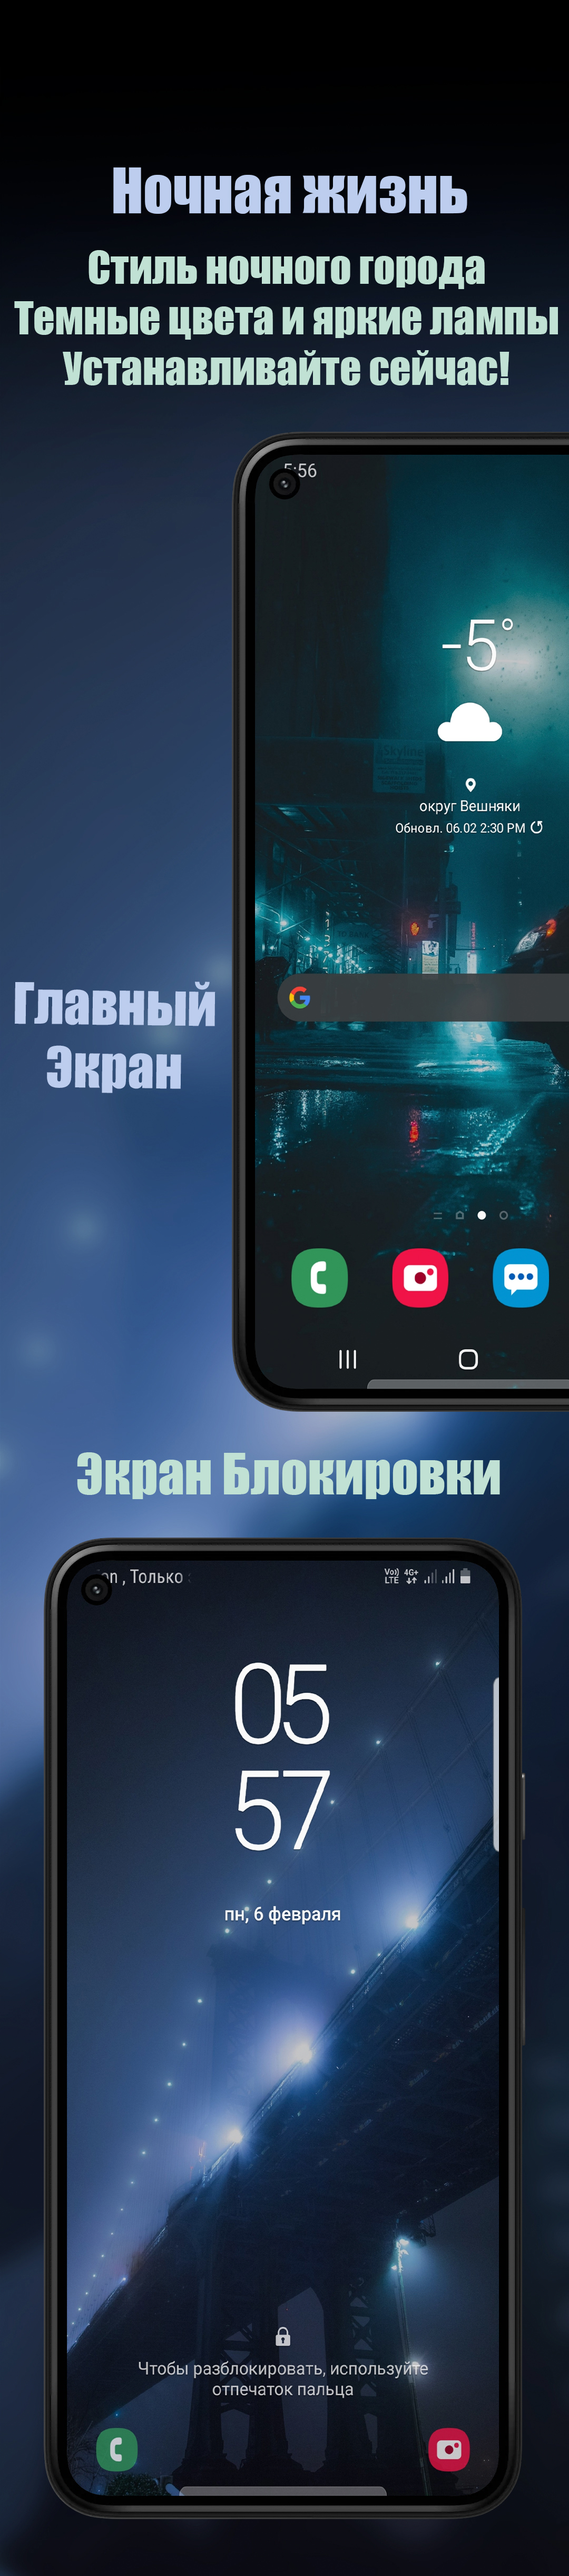 Ночная жизнь
Стиль ночного города
Темные цвета и яркие лампы
Устанавливайте сейчас!
5:56
-5°
Skyline
округ Вешняки
Обновл. 06.02 2:30 PM
G
Главный
Экран
Экран Блокировки
on , Только
Vo)) 4G+
LTE
05
57
пн, 6 февраля
Чтобы разблокировать, используйте
отпечаток пальца